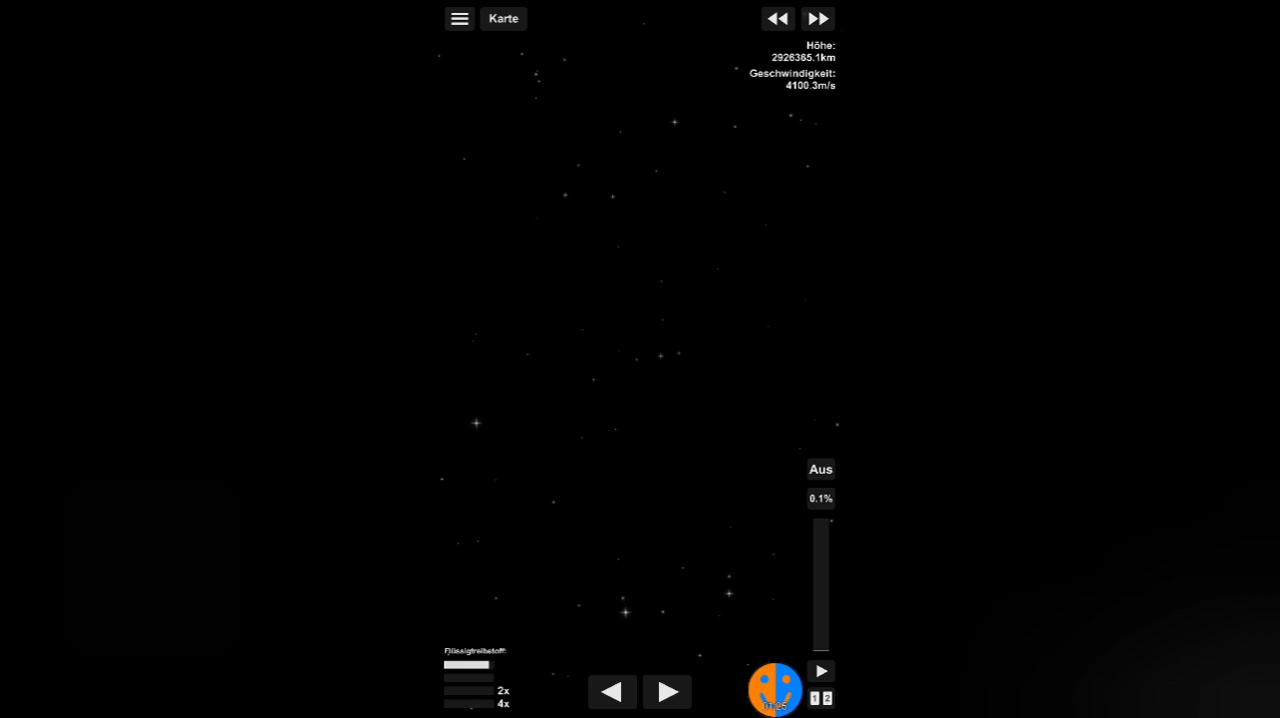 Karte
Höhe:
2926365.1km
Geschwindigkeit:
4100.3m/s
Aus
0.1%
Flüssigtreibstoff:
2x
4x
1 2